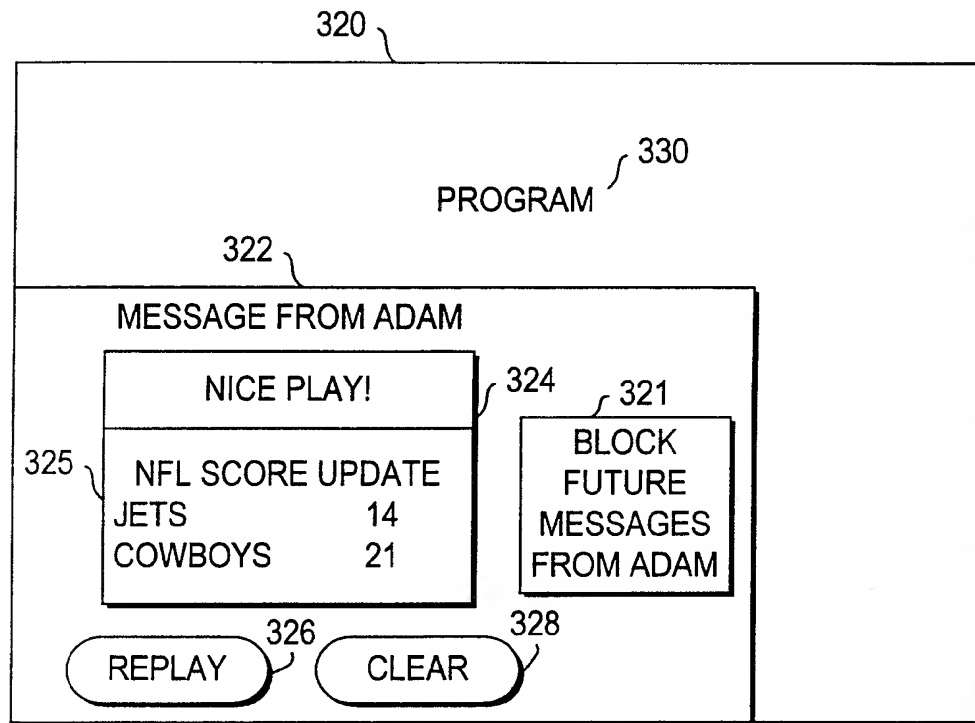 320
330
PROGRAM
322
MESSAGE FROM ADAM
NICE PLAY!
324
321
325
NFL SCORE UPDATE
JETS 14
COWBOYS 21
BLOCK
FUTURE
MESSAGES
FROM ADAM
REPLAY
326
CLEAR
328